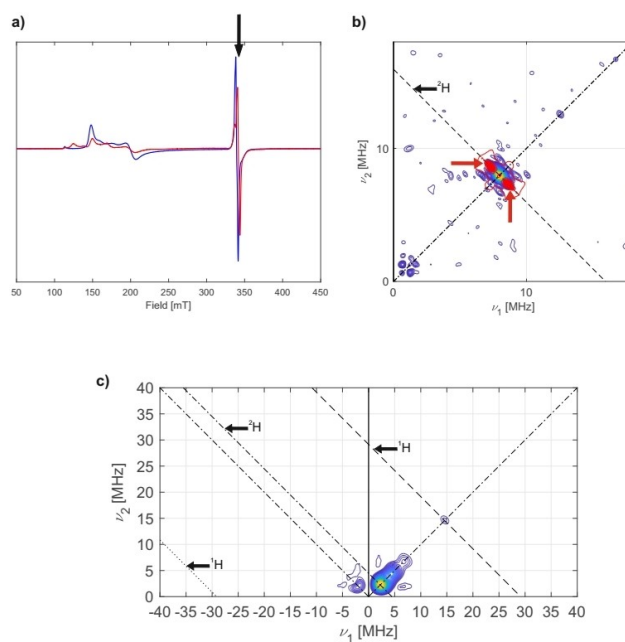 a)
50 100 150 200 250 300 350 400 450
Field [mT]
b)
²H
10
0
ν₂ [MHz]
0 10
ν₁ [MHz]
c)
40
35
30
25
20
15
10
5
0
ν₂ [MHz]
²H
¹H
¹H
-40 -35 -30 -25 -20 -15 -10 -5 0 5 10 15 20 25 30 35 40
ν₁ [MHz]